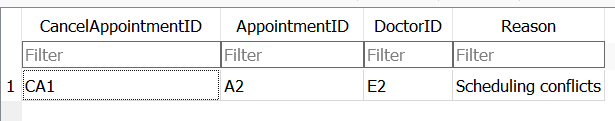 CancelAppointmentID AppointmentID DoctorID Reason
Filter Filter Filter Filter
1 CA1 A2 E2 Scheduling conflicts